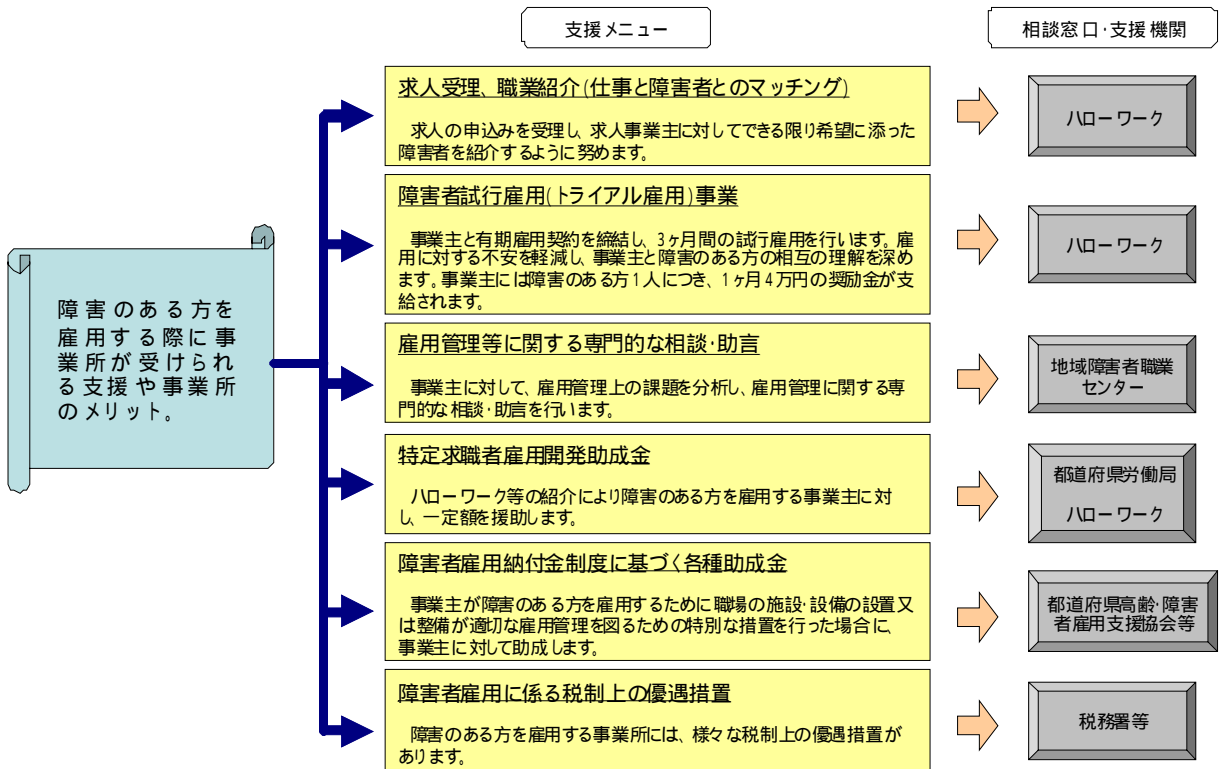 支援メニュー
相談窓口・支援機関
障害のある方を
雇用する際に事
業所が受けられ
る支援や事業所
のメリット。
求人受理、職業紹介(仕事と障害者とのマッチング)
求人の申込みを受理し、求人事業主に対してできる限り希望に添った
障害者を紹介するように努めます。
ハローワーク
障害者試行雇用(トライアル雇用)事業
事業主と有期雇用契約を締結し、3ヶ月間の試行雇用を行います。雇
用に対する不安を軽減し、事業主と障害のある方の相互の理解を深め
ます。事業主には障害のある方1人につき、1ヶ月4万円の奨励金が支
給されます。
ハローワーク
雇用管理等に関する専門的な相談・助言
事業主に対して、雇用管理上の課題を分析し、雇用管理に関する専
門的な相談・助言を行います。
地域障害者職業
センター
特定求職者雇用開発助成金
ハローワーク等の紹介により障害のある方を雇用する事業主に対
し、一定額を援助します。
都道府県労働局
ハローワーク
障害者雇用納付金制度に基づく各種助成金
事業主が障害のある方を雇用するために職場の施設・設備の設置又
は整備が適切な雇用管理を図るための特別な措置を行った場合に、
事業主に対して助成します。
都道府県高齢・障害
者雇用支援協会等
障害者雇用に係る税制上の優遇措置
障害のある方を雇用する事業所には、様々な税制上の優遇措置が
あります。
税務署等